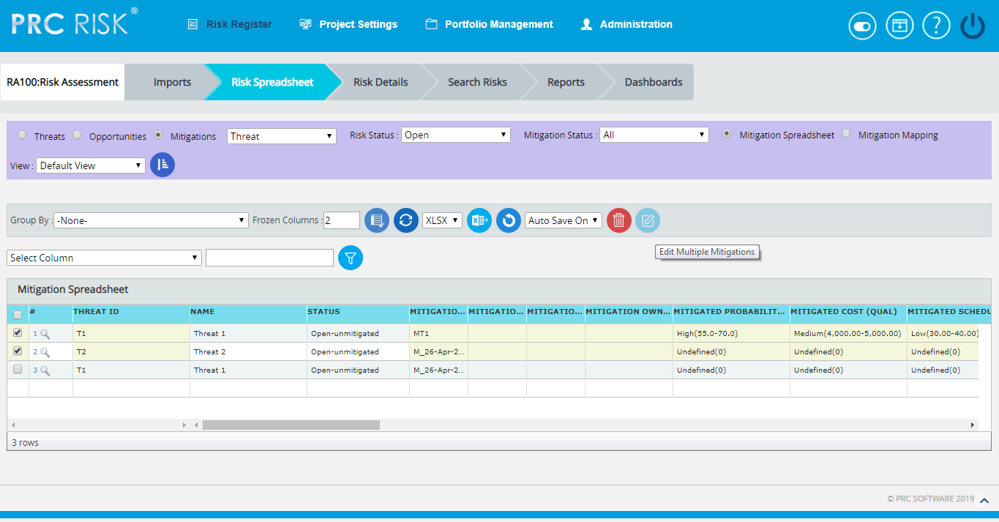 PRC RISK®
Risk Register Project Settings Portfolio Management Administration
?
RA100:Risk Assessment Imports Risk Spreadsheet Risk Details Search Risks Reports Dashboards
Threats Opportunities Mitigations Threat Risk Status : Open Mitigation Status : All Mitigation Spreadsheet Mitigation Mapping
View : Default View
Group By : -None- Frozen Columns : 2 XLSX Auto Save On
Edit Multiple Mitigations
Select Column
Mitigation Spreadsheet
# THREAT ID NAME STATUS MITIGATIO... MITIGATIO... MITIGATIO... MITIGATION OWN... MITIGATED PROBABILIT... MITIGATED COST (QUAL) MITIGATED SCHEDU
1 T1 Threat 1 Open-unmitigated MT1 High(55.0-70.0) Medium(4,000.00-5,000.00) Low(30.00-40.00)
2 T2 Threat 2 Open-unmitigated M_26-Apr-2... Undefined(0) Undefined(0) Undefined(0)
3 T1 Threat 1 Open-unmitigated M_26-Apr-2... Undefined(0) Undefined(0) Undefined(0)
3 rows
© PRC SOFTWARE 2019